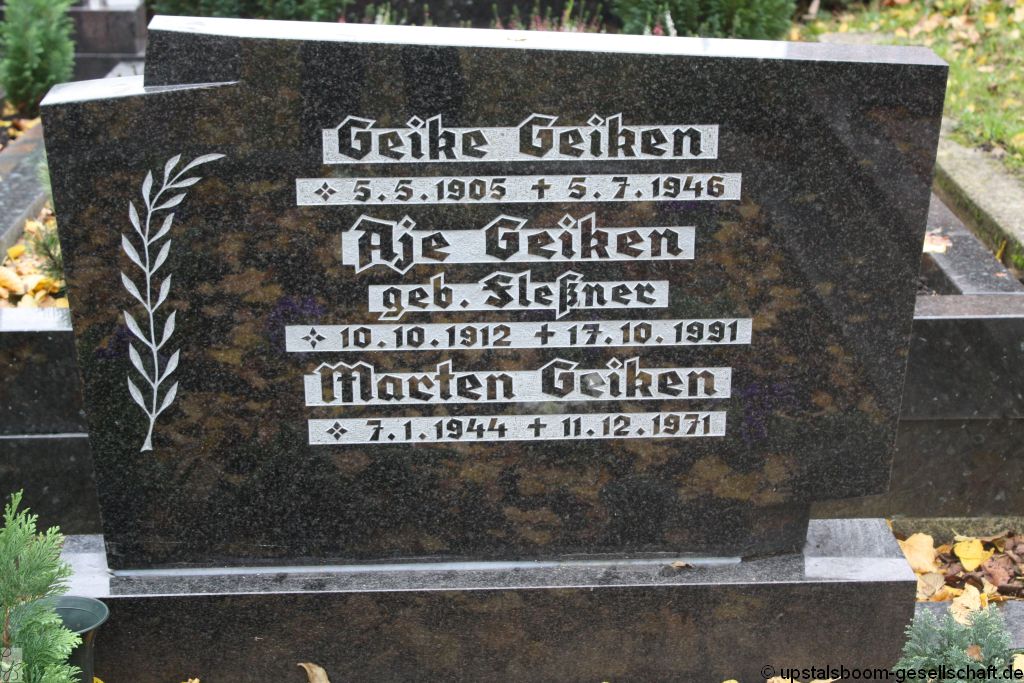 Geike Geiken
5.5.1905 + 5.7.1946
Aje Geiken
geb. Fleßner
10.10.1912 + 17.10.1991
Marten Geiken
7.1.1944 + 11.12.1971
© upstalsboom-gesellschaft.de